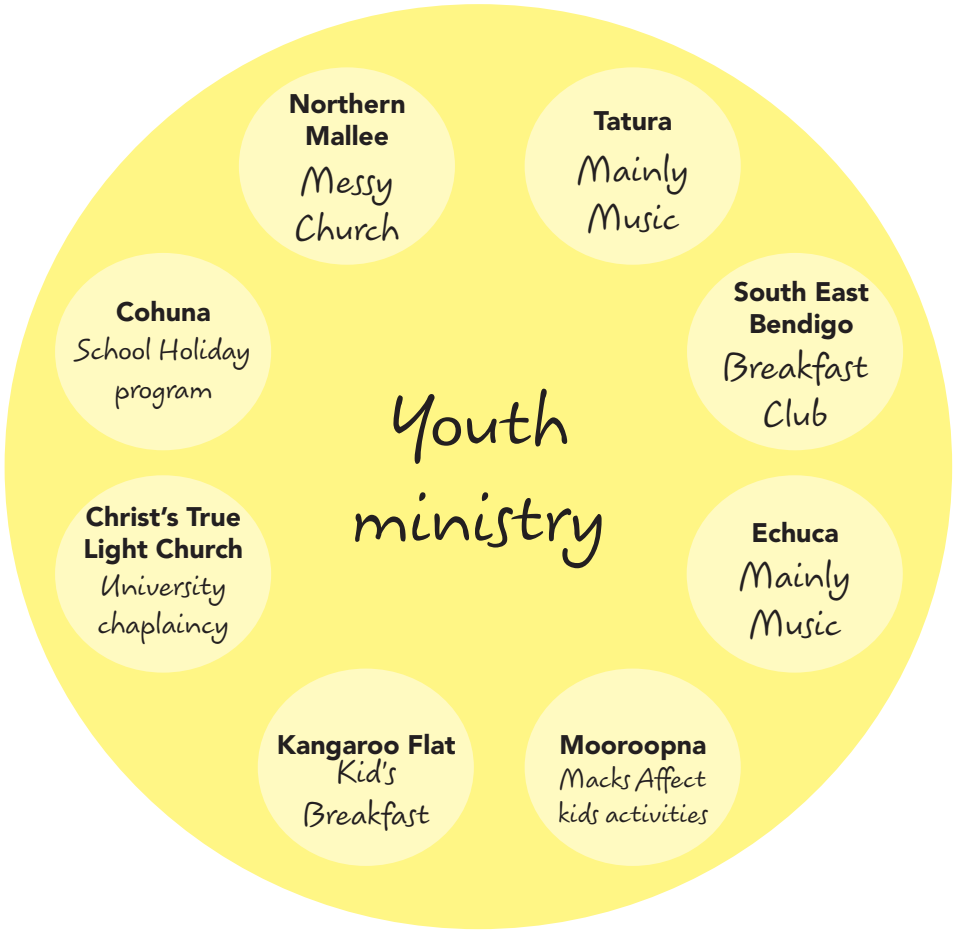 Northern
Mallee
Messy
Church
Tatura
Mainly
Music
Cohuna
School Holiday
program
South East
Bendigo
Breakfast
Club
Youth
ministry
Christ's True
Light Church
University
chaplaincy
Echuca
Mainly
Music
Kangaroo Flat
Kid's
Breakfast
Mooroopna
Macks Affect
kids activities